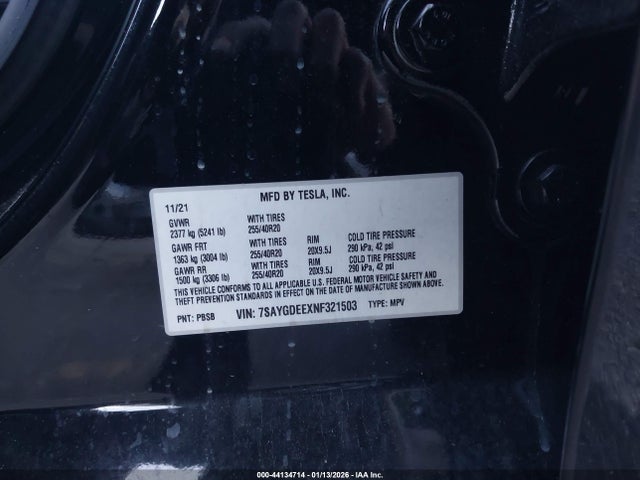 MFD BY TESLA, INC.
11/21
GVWR WITH TIRES
2377 kg (5241 lb) 255/40R20
GAWR FRT WITH TIRES RIM COLD TIRE PRESSURE
1363 kg (3004 lb) 255/40R20 20X9.5J 290 kPa, 42 psi
GAWR RR WITH TIRES RIM COLD TIRE PRESSURE
1500 kg (3306 lb) 255/40R20 20X9.5J 290 kPa, 42 psi
THIS VEHICLE CONFORMS TO ALL APPLICABLE U.S. FEDERAL MOTOR VEHICLE SAFETY AND
THEFT PREVENTION STANDARDS IN EFFECT ON THE DATE OF MANUFACTURE SHOWN ABOVE.
PNT: PBSB VIN: 7SAYGDEEXNF321503 TYPE: MPV
000-44134714 - 01/13/2026 - IAA Inc.